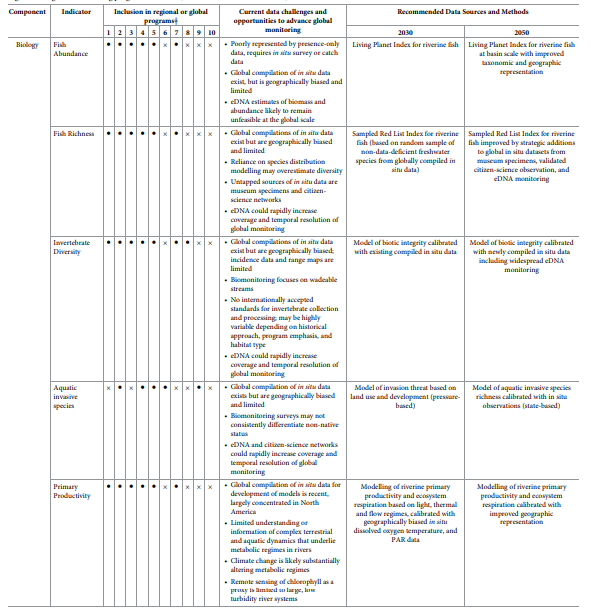 Component
Indicator
Inclusion in regional or global
programs‡
Current data challenges and
opportunities to advance global
monitoring
Recommended Data Sources and Methods
1 2 3 4 5 6 7 8 9 10
2030
2050
Biology
Fish
Abundance
• • • • • × • × × ×
• Poorly represented by presence-only
data, requires in situ survey or catch
data
• Global compilation of in situ data
exist, but is geographically biased and
limited
• eDNA estimates of biomass and
abundance likely to remain
unfeasible at the global scale
Living Planet Index for riverine fish
Living Planet Index for riverine fish
at basin scale with improved
taxonomic and geographic
representation
Fish Richness
• • • • • × • × × ×
• Global compilations of in situ data
exist but are geographically biased
and limited
• Reliance on species distribution
modelling may overestimate diversity
• Untapped sources of in situ data are
museum specimens and citizen-
science networks
• eDNA could rapidly increase
coverage and temporal resolution of
global monitoring
Sampled Red List Index for riverine
fish (based on random sample of
non-data-deficient freshwater
species from globally compiled in
situ data)
Sampled Red List Index for riverine
fish improved by strategic additions
to global in situ datasets from
museum specimens, validated
citizen-science observation, and
eDNA monitoring
Invertebrate
Diversity
• • • • • × • • × ×
• Global compilations of in situ data
exist but are geographically biased;
incidence data and range maps are
limited
• Biomonitoring focuses on wadeable
streams
• No internationally accepted
standards for invertebrate collection
and processing; may be highly
variable depending on historical
approach, program emphasis, and
habitat type
• eDNA could rapidly increase
coverage and temporal resolution of
global monitoring
Model of biotic integrity calibrated
with existing compiled in situ data
Model of biotic integrity calibrated
with newly compiled in situ data
including widespread eDNA
monitoring
Aquatic
invasive
species
× • × • • • × × • ×
• Global compilation of in situ data
exists but are geographically biased
and limited
• Biomonitoring surveys may not
consistently differentiate non-native
status
• eDNA and citizen-science networks
could rapidly increase coverage and
temporal resolution of global
monitoring
Model of invasion threat based on
land use and development (pressure-
based)
Model of aquatic invasive species
richness calibrated with in situ
observations (state-based)
Primary
Productivity
• • • • • × • × × ×
• Global compilation of in situ data for
development of models is recent,
largely concentrated in North
America
• Limited understanding or
information of complex terrestrial
and aquatic dynamics that underlie
metabolic regimes in rivers
• Climate change is likely substantially
altering metabolic regimes
• Remote sensing of chlorophyll as a
proxy is limited to large, low
turbidity river systems
Modelling of riverine primary
productivity and ecosystem
respiration based on light, thermal
and flow regimes, calibrated with
geographically biased in situ
dissolved oxygen temperature, and
PAR data
Modelling of riverine primary
productivity and ecosystem
respiration calibrated with
improved geographic
representation